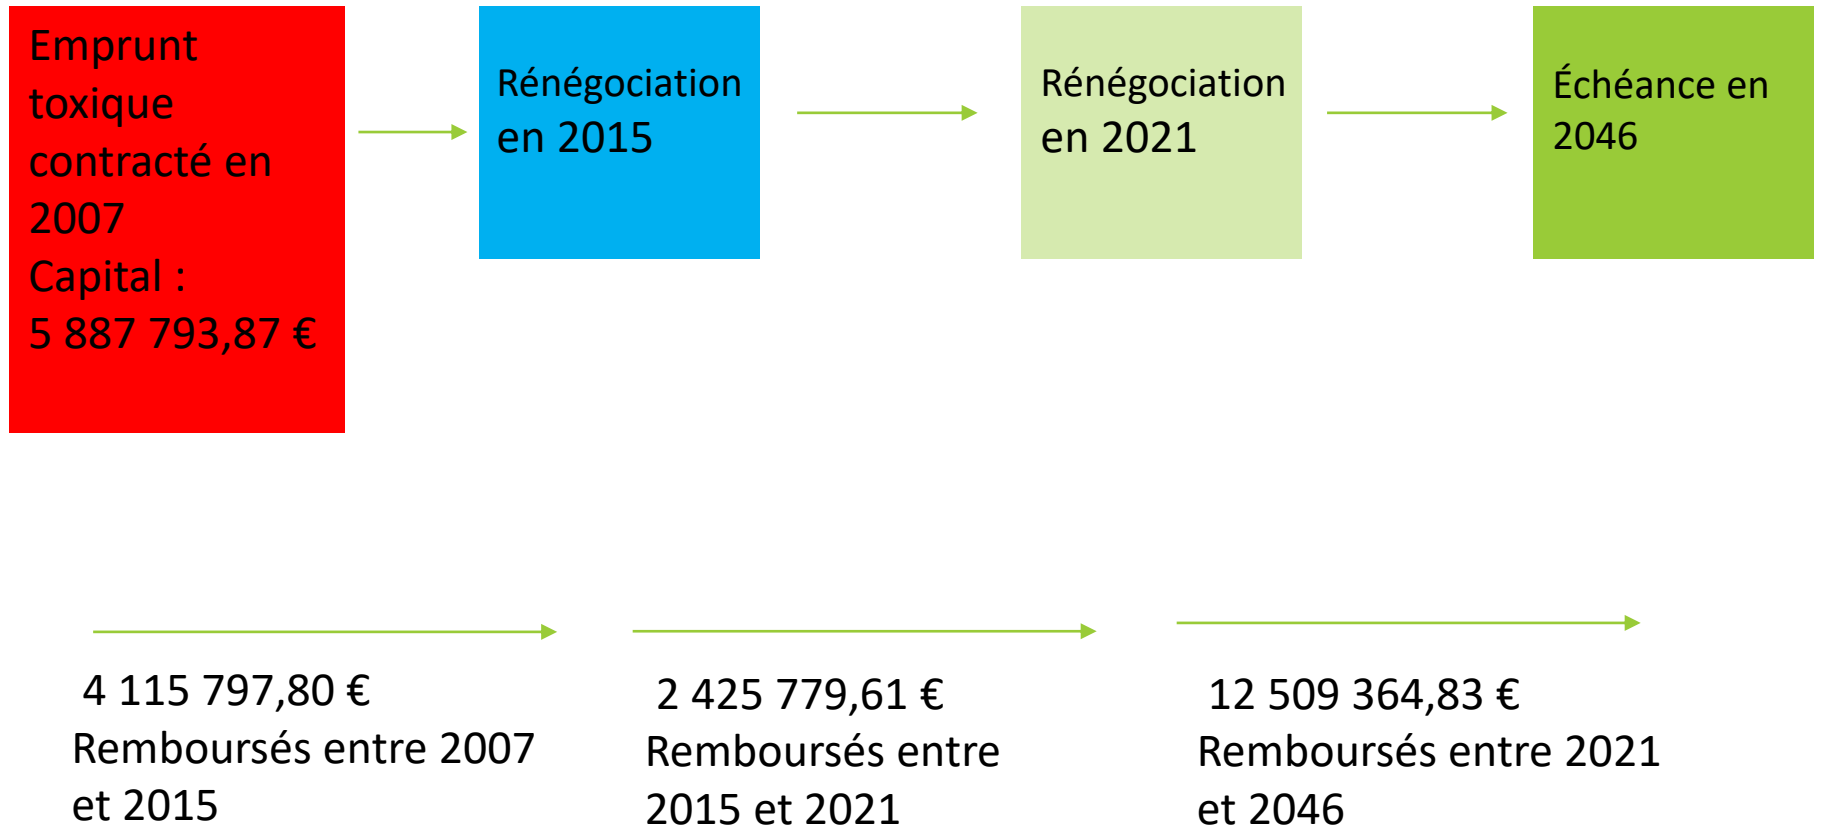 Emprunt
toxique
contracté en
2007
Capital :
5 887 793,87 €
Rénégociation
en 2015
Rénégociation
en 2021
Échéance en
2046
4 115 797,80 €
Remboursés entre 2007
et 2015
2 425 779,61 €
Remboursés entre
2015 et 2021
12 509 364,83 €
Remboursés entre 2021
et 2046